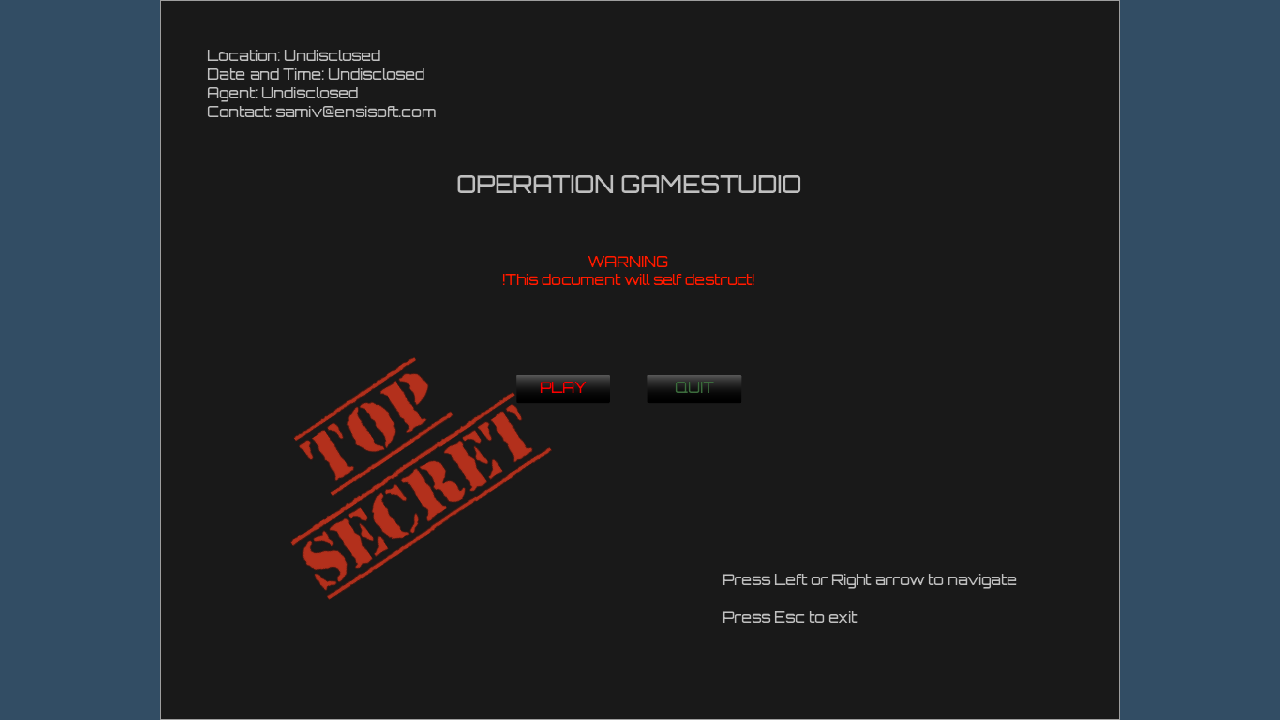 Location: Undisclosed
Date and Time: Undisclosed
Agent: Undisclosed
Contact: samiv@ensisoft.com
OPERATION GAMESTUDIO
WARNING
!This document will self destruct!
PLAY
QUIT
TOP
SECRET
Press Left or Right arrow to navigate
Press Esc to exit